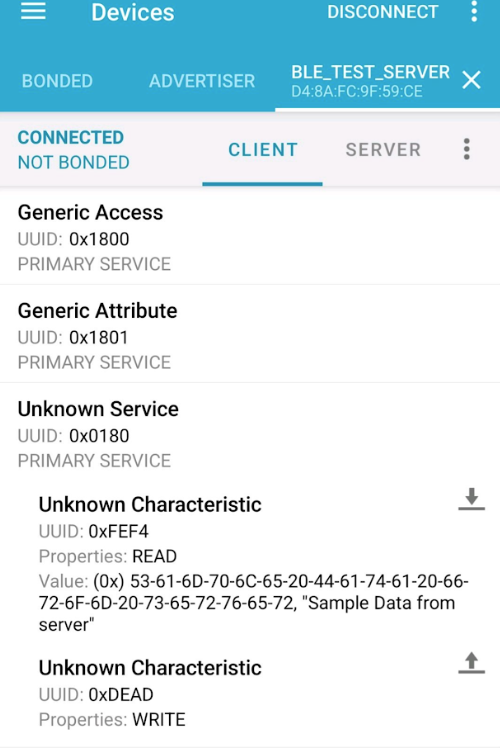 Devices
DISCONNECT
BONDED
ADVERTISER
BLE_TEST_SERVER
D4:8A:FC:9F:59:CE
CONNECTED
NOT BONDED
CLIENT
SERVER
Generic Access
UUID: 0x1800
PRIMARY SERVICE
Generic Attribute
UUID: 0x1801
PRIMARY SERVICE
Unknown Service
UUID: 0x0180
PRIMARY SERVICE
Unknown Characteristic
UUID: 0xFEF4
Properties: READ
Value: (0x) 53-61-6D-70-6C-65-20-44-61-74-61-20-66-
72-6F-6D-20-73-65-72-76-65-72, "Sample Data from
server"
Unknown Characteristic
UUID: 0xDEAD
Properties: WRITE